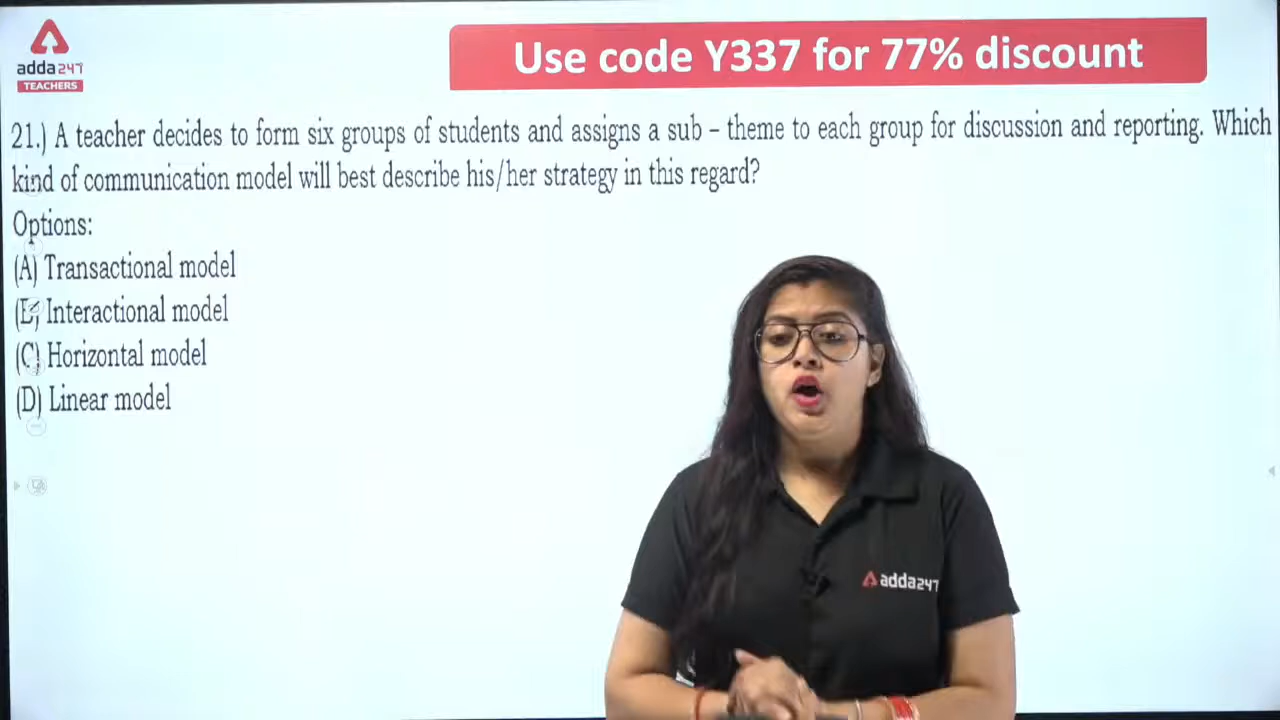 adda247
TEACHERS
Use code Y337 for 77% discount
21.) A teacher decides to form six groups of students and assigns a sub – theme to each group for discussion and reporting. Which
kind of communication model will best describe his/her strategy in this regard?
Options:
(A) Transactional model
(B) Interactional model
(C) Horizontal model
(D) Linear model
adda247